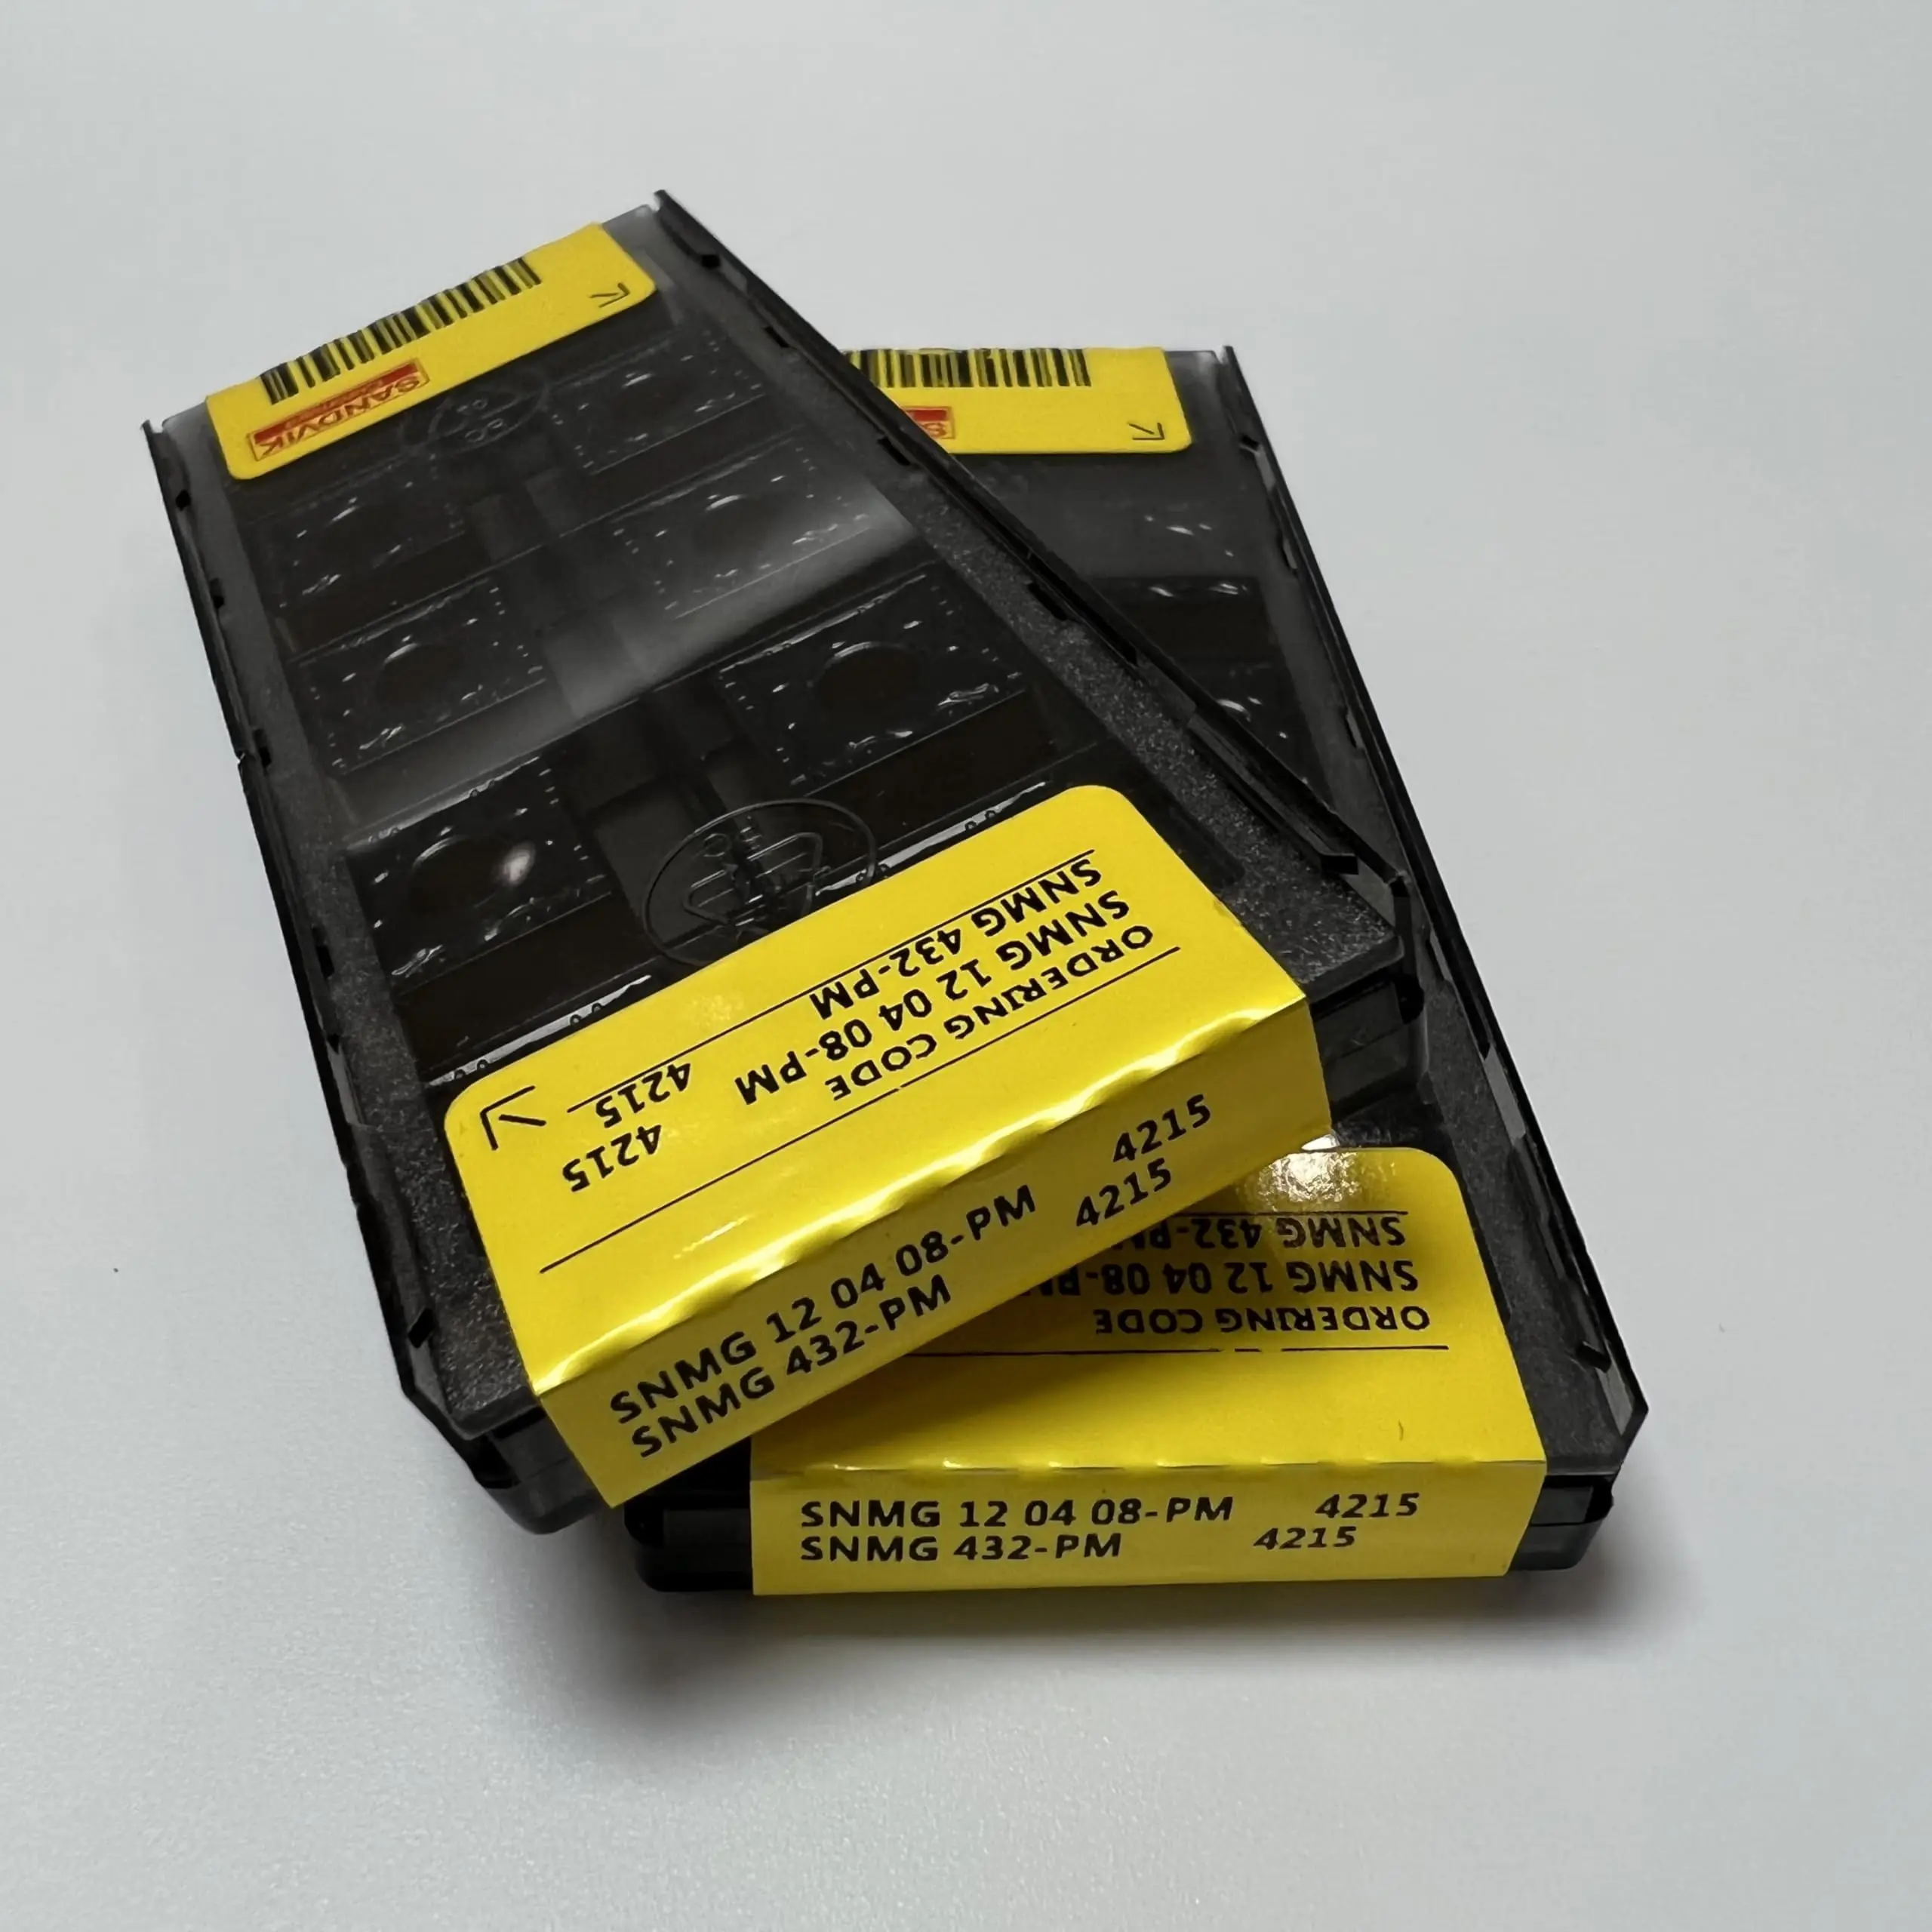 SANDVIK
ORDERING CODE
SNMG 12 04 08-PM 4215
SNMG 432-PM 4215
SNMG 12 04 08-PM 4215
SNMG 432-PM 4215
S
ORDERING CODE
SNMG 12 04 08-P
SNMG 432-P
SNMG 12 04 08-PM 4215
SNMG 432-PM 4215